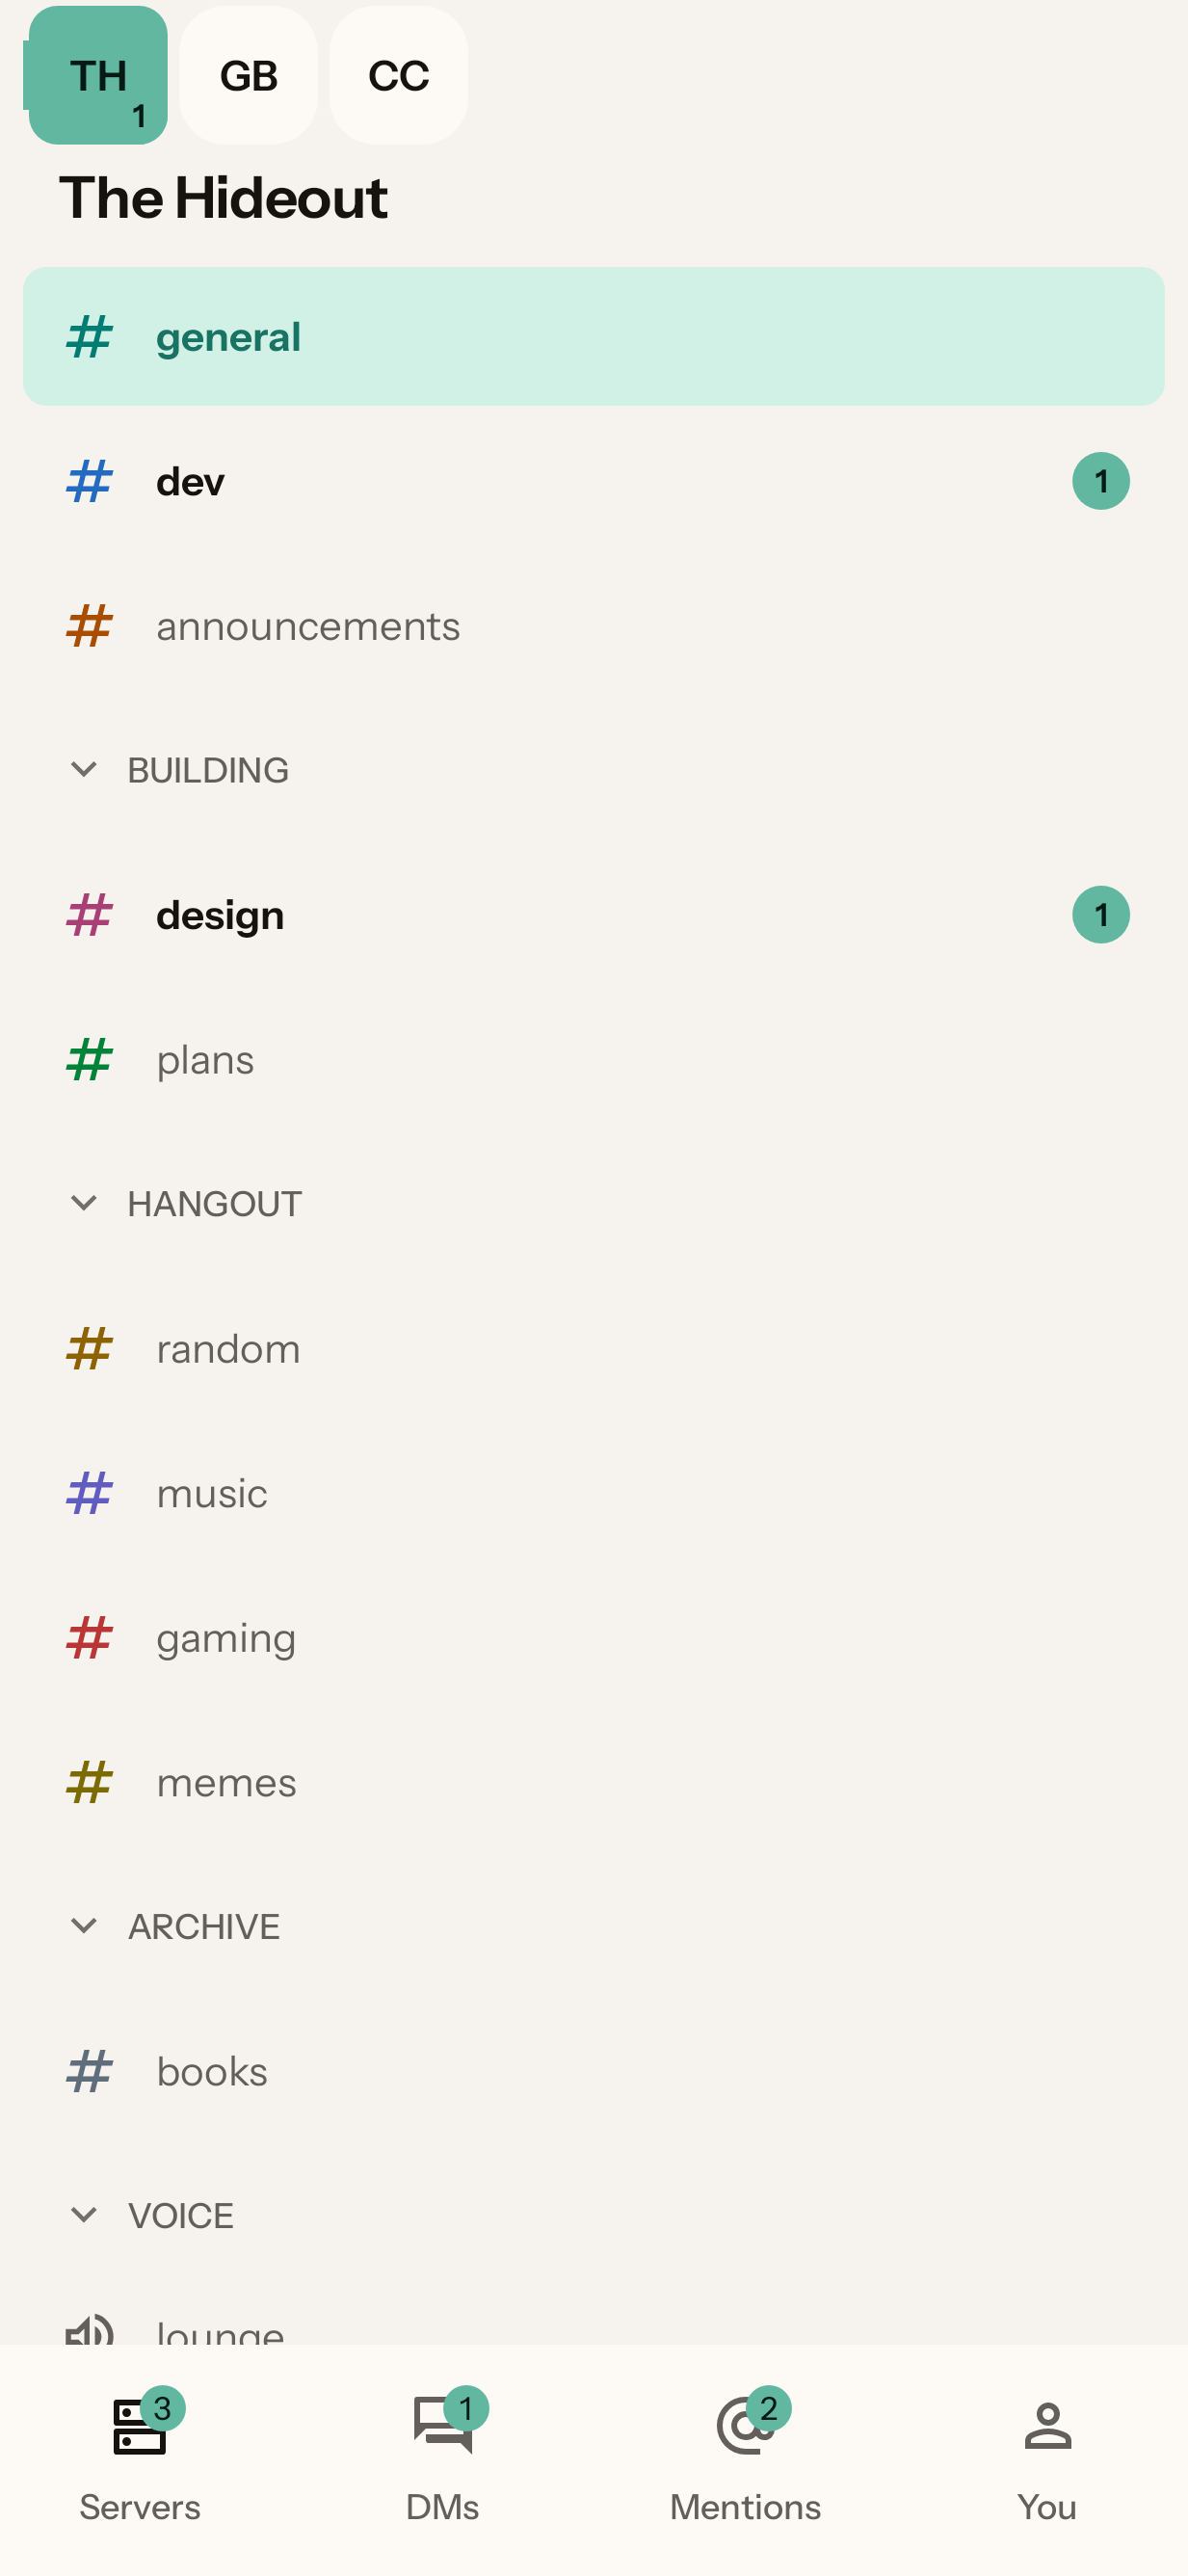 TH
1
GB
CC
The Hideout
# general
# dev
1
# announcements
BUILDING
# design
1
# plans
HANGOUT
# random
# music
# gaming
# memes
ARCHIVE
# books
VOICE
lounge
3
1
2
Servers
DMs
Mentions
You